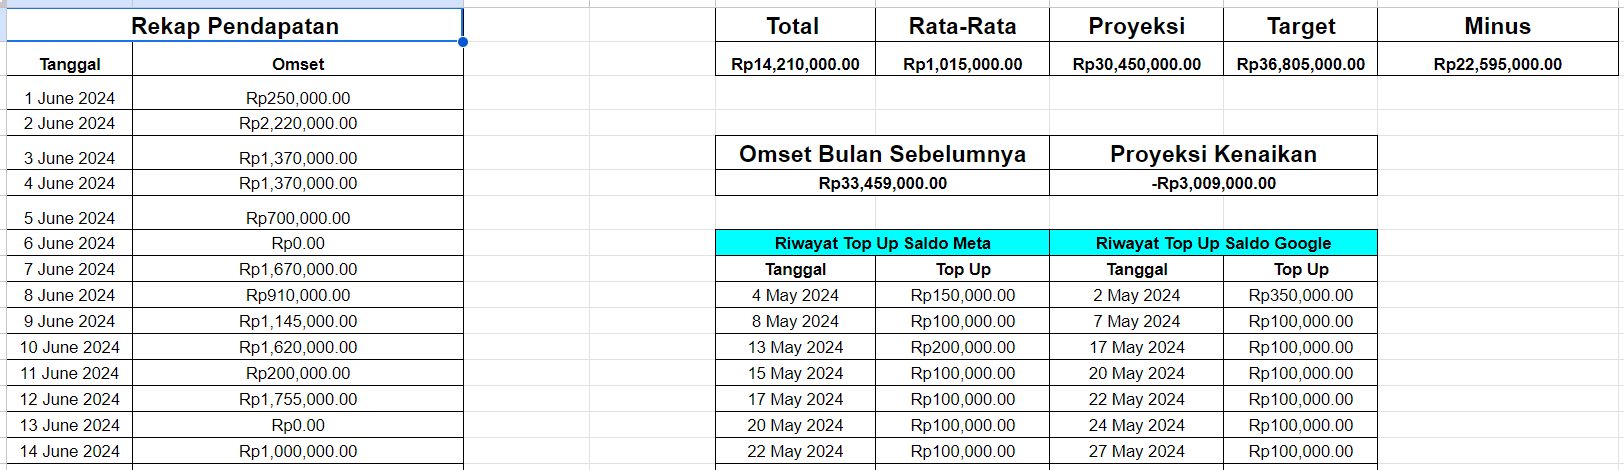 Rekap Pendapatan
Tanggal Omset
1 June 2024 Rp250,000.00
2 June 2024 Rp2,220,000.00
3 June 2024 Rp1,370,000.00
4 June 2024 Rp1,370,000.00
5 June 2024 Rp700,000.00
6 June 2024 Rp0.00
7 June 2024 Rp1,670,000.00
8 June 2024 Rp910,000.00
9 June 2024 Rp1,145,000.00
10 June 2024 Rp1,620,000.00
11 June 2024 Rp200,000.00
12 June 2024 Rp1,755,000.00
13 June 2024 Rp0.00
14 June 2024 Rp1,000,000.00
Total Rata-Rata Proyeksi Target Minus
Rp14,210,000.00 Rp1,015,000.00 Rp30,450,000.00 Rp36,805,000.00 Rp22,595,000.00
Omset Bulan Sebelumnya Proyeksi Kenaikan
Rp33,459,000.00 -Rp3,009,000.00
Riwayat Top Up Saldo Meta Riwayat Top Up Saldo Google
Tanggal Top Up Tanggal Top Up
4 May 2024 Rp150,000.00 2 May 2024 Rp350,000.00
8 May 2024 Rp100,000.00 7 May 2024 Rp100,000.00
13 May 2024 Rp200,000.00 17 May 2024 Rp100,000.00
15 May 2024 Rp100,000.00 20 May 2024 Rp100,000.00
17 May 2024 Rp100,000.00 22 May 2024 Rp100,000.00
20 May 2024 Rp100,000.00 24 May 2024 Rp100,000.00
22 May 2024 Rp100,000.00 27 May 2024 Rp100,000.00